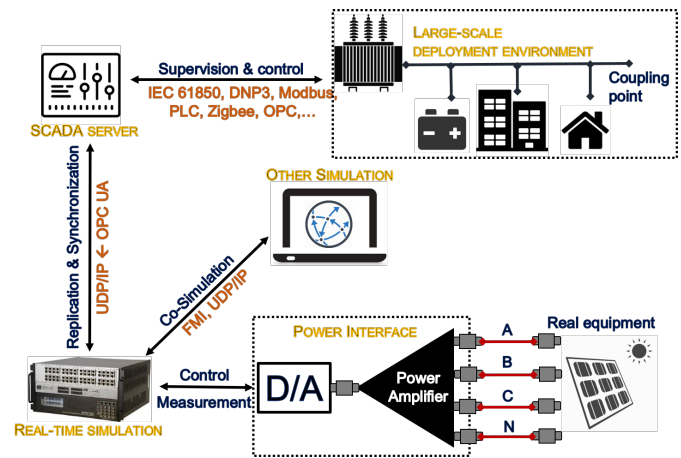 LARGE-SCALE
DEPLOYMENT ENVIRONMENT
Supervision & control
IEC 61850, DNP3, Modbus,
PLC, Zigbee, OPC,...
Coupling
point
SCADA SERVER
Replication & Synchronization
UDP/IP ← OPC UA
OTHER SIMULATION
Co-Simulation
FMI, UDP/IP
POWER INTERFACE
A
Real equipment
B
Control
D/A
Power
Amplifier
Measurement
C
N
REAL-TIME SIMULATION